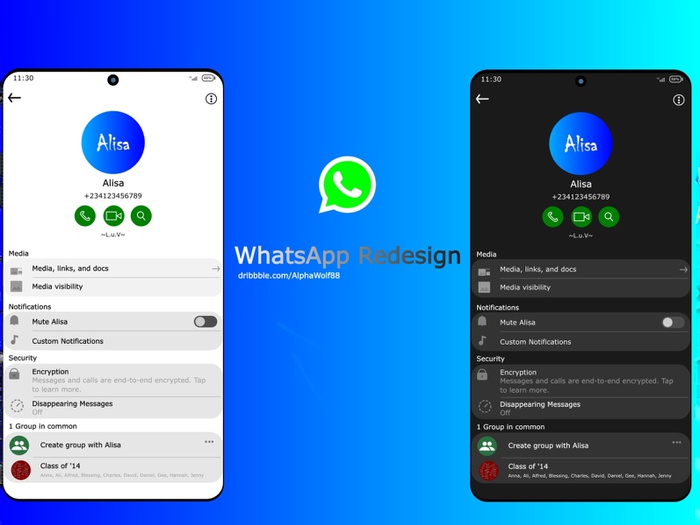 11:30
Alisa
Alisa
+234123456789
~L.u.V~
Media
Media, links, and docs
Media visibility
Notifications
Mute Alisa
Custom Notifications
Security
Encryption
Messages and calls are end-to-end encrypted. Tap
to learn more.
Disappearing Messages
Off
1 Group in common
Create group with Alisa
Class of '14
Anna, Ali, Alfred, Blessing, Charles, David, Daniel, Gee, Hannah, Jenny
WhatsApp Redesign
dribbble.com/AlphaWolf88
11:30
Alisa
Alisa
+234123456789
~L.u.V~
Media
Media, links, and docs
Media visibility
Notifications
Mute Alisa
Custom Notifications
Security
Encryption
Messages and calls are end-to-end encrypted. Tap
to learn more.
Disappearing Messages
Off
1 Group in common
Create group with Alisa
Class of '14
Anna, Ali, Alfred, Blessing, Charles, David, Daniel, Gee, Hannah, Jenny